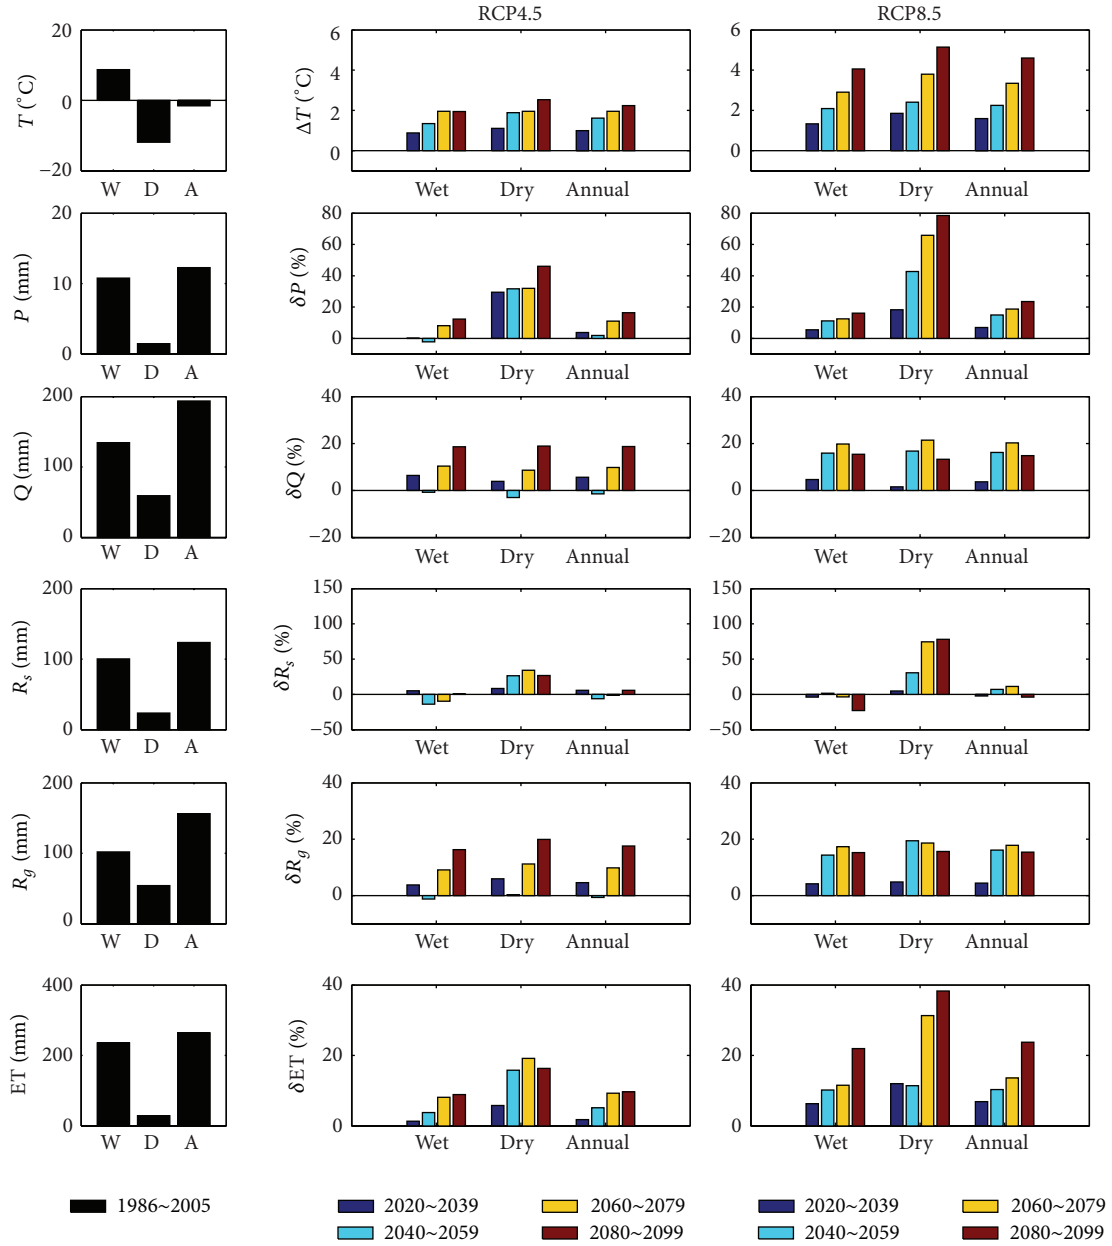 RCP4.5 RCP8.5
20 6 6
T (°C) ΔT (°C)
4 4
0 2 2
0 0
−20
W D A Wet Dry Annual Wet Dry Annual
20 80 80
P (mm) δP (%)
60 60
10 40 40
20 20
0 0 0
W D A Wet Dry Annual Wet Dry Annual
200 40 40
Q (mm) δQ (%)
100 20 20
0 0
0 −20 −20
W D A Wet Dry Annual Wet Dry Annual
200 150 150
Rs (mm) δRs (%)
100 100
100 50 50
0 0
0 −50 −50
W D A Wet Dry Annual Wet Dry Annual
200 40 40
Rg (mm) δRg (%)
100 20 20
0 0 0
W D A Wet Dry Annual Wet Dry Annual
400 40 40
ET (mm) δET (%)
200 20 20
0 0 0
W D A Wet Dry Annual Wet Dry Annual
1986~2005 2020~2039 2060~2079 2020~2039 2060~2079
2040~2059 2080~2099 2040~2059 2080~2099